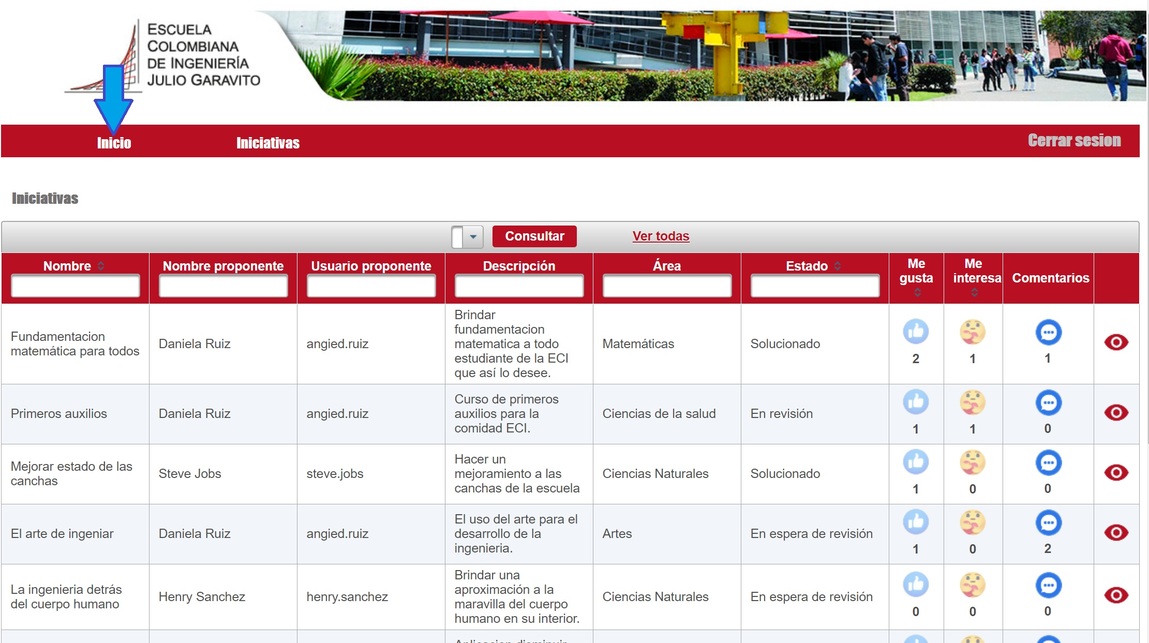 ESCUELA
COLOMBIANA
DE INGENIERÍA
JULIO GARAVITO
Inicio
Iniciativas
Cerrar sesion
Iniciativas
Consultar
Ver todas
Nombre
Nombre proponente
Usuario proponente
Descripción
Área
Estado
Me
gusta
Me
interesa
Comentarios
Fundamentacion
matemática para todos
Daniela Ruiz
angied.ruiz
Brindar
fundamentacion
matematica a todo
estudiante de la ECI
que así lo desee.
Matemáticas
Solucionado
2
1
1
Primeros auxilios
Daniela Ruiz
angied.ruiz
Curso de primeros
auxilios para la
comidad ECI.
Ciencias de la salud
En revisión
1
1
0
Mejorar estado de las
canchas
Steve Jobs
steve.jobs
Hacer un
mejoramiento a las
canchas de la escuela
Ciencias Naturales
Solucionado
1
0
0
El arte de ingeniar
Daniela Ruiz
angied.ruiz
El uso del arte para el
desarrollo de la
ingenieria.
Artes
En espera de revisión
1
0
2
La ingenieria detrás
del cuerpo humano
Henry Sanchez
henry.sanchez
Brindar una
aproximación a la
maravilla del cuerpo
humano en su interior.
Ciencias Naturales
En espera de revisión
0
0
0